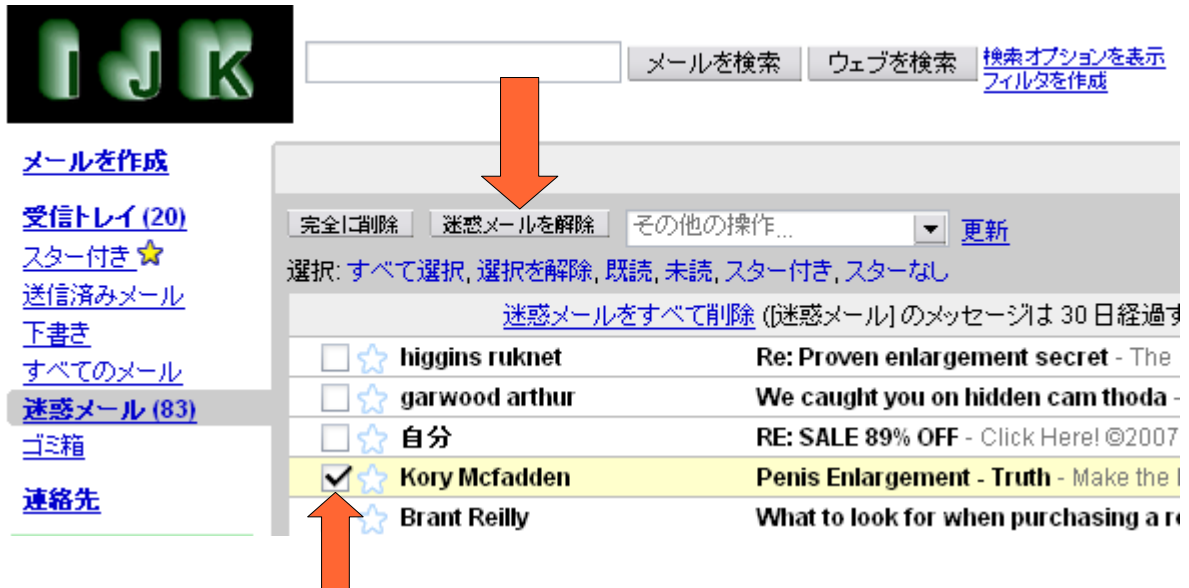 IJK
メールを検索 ウェブを検索 検索オプションを表示
フィルタを作成
メールを作成
受信トレイ (20)
スター付き
送信済みメール
下書き
すべてのメール
迷惑メール (83)
ゴミ箱
連絡先
完全に削除 迷惑メールを解除 その他の操作... 更新
選択: すべて選択, 選択を解除, 既読, 未読, スター付き, スターなし
迷惑メールをすべて削除 ([迷惑メール] のメッセージは 30 日経過す
higgins ruknet Re: Proven enlargement secret - The
garwood arthur We caught you on hidden cam thoda -
自分 RE: SALE 89% OFF - Click Here! ©2007
Kory Mcfadden Penis Enlargement - Truth - Make the
Brant Reilly What to look for when purchasing a